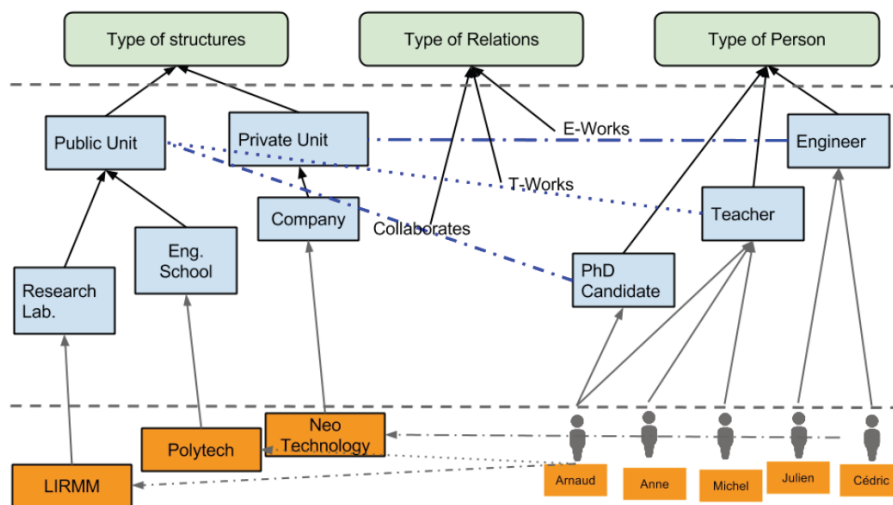 Type of structures
Type of Relations
Type of Person
Public Unit
Private Unit
E-Works
Engineer
T-Works
Company
Collaborates
Teacher
Eng.
School
Research
Lab.
PhD
Candidate
Neo
Technology
Polytech
LIRMM
Arnaud
Anne
Michel
Julien
Cédric